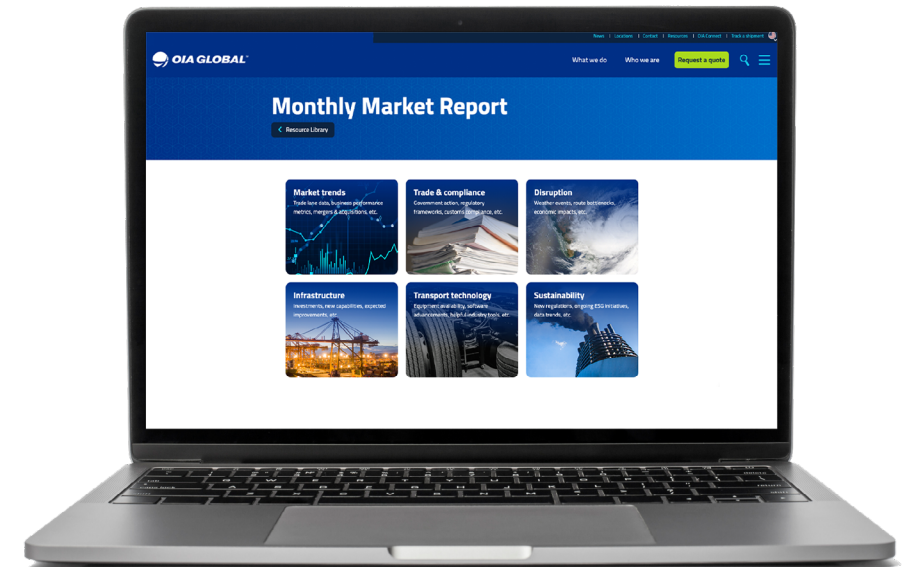 News | Locations | Contact | Resources | OIA Connect | Track a shipment
OIA GLOBAL
What we do
Who we are
Request a quote
Monthly Market Report
Resource Library
Market trends
Trade lane data, business performance
metrics, mergers & acquisitions, etc.
Trade & compliance
Government action, regulatory
frameworks, customs compliance, etc.
Disruption
Weather events, route bottlenecks,
economic impacts, etc.
Infrastructure
Investments, new capabilities, expected
improvements, etc.
Transport technology
Equipment availability, software
advancements, helpful industry tools, etc.
Sustainability
New regulations, ongoing ESG initiatives,
data trends, etc.